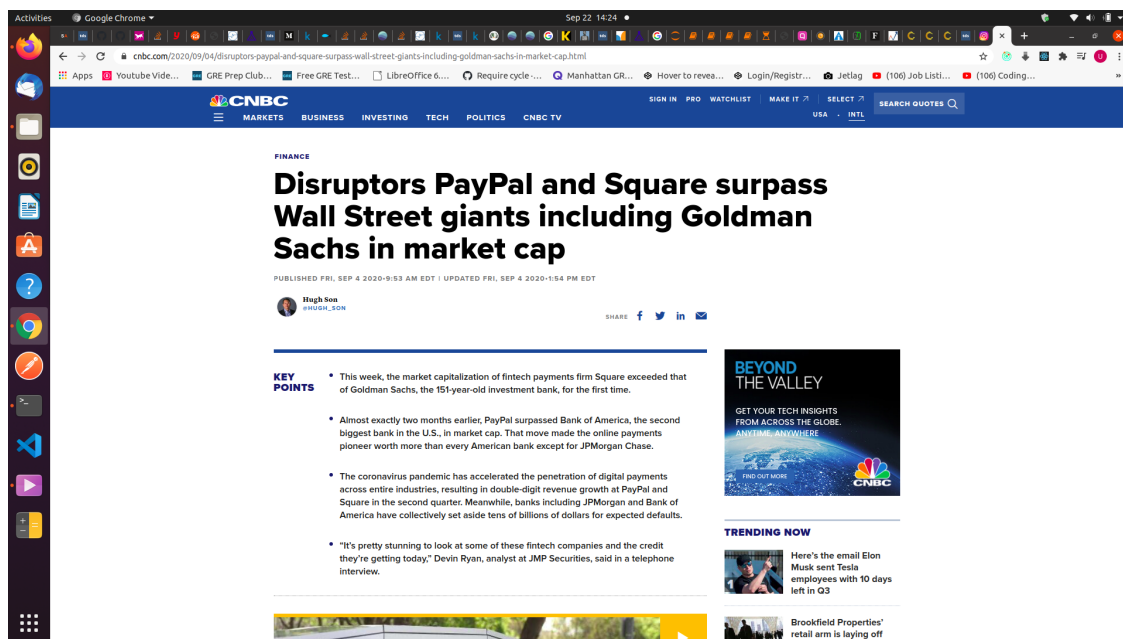 Activities
Google Chrome
Sep 22 14:24
cnbc.com/2020/09/04/disruptors-paypal-and-square-surpass-wall-street-giants-including-goldman-sachs-in-market-cap.html
Apps
Youtube Vide...
GRE Prep Club...
Free GRE Test...
LibreOffice 6....
Require cycle -...
Manhattan GR...
Hover to revea...
Login/Registr...
Jetlag
(106) Job Listi...
(106) Coding...
»
CNBC
SIGN IN PRO WATCHLIST MAKE IT SELECT
SEARCH QUOTES
USA · INTL
MARKETS BUSINESS INVESTING TECH POLITICS CNBC TV
FINANCE
Disruptors PayPal and Square surpass
Wall Street giants including Goldman
Sachs in market cap
PUBLISHED FRI, SEP 4 2020•9:53 AM EDT | UPDATED FRI, SEP 4 2020•1:54 PM EDT
Hugh Son
@HUGH_SON
SHARE
KEY
POINTS
• This week, the market capitalization of fintech payments firm Square exceeded that
of Goldman Sachs, the 151-year-old investment bank, for the first time.
• Almost exactly two months earlier, PayPal surpassed Bank of America, the second
biggest bank in the U.S., in market cap. That move made the online payments
pioneer worth more than every American bank except for JPMorgan Chase.
• The coronavirus pandemic has accelerated the penetration of digital payments
across entire industries, resulting in double-digit revenue growth at PayPal and
Square in the second quarter. Meanwhile, banks including JPMorgan and Bank of
America have collectively set aside tens of billions of dollars for expected defaults.
• “It’s pretty stunning to look at some of these fintech companies and the credit
they’re getting today,” Devin Ryan, analyst at JMP Securities, said in a telephone
interview.
BEYOND
THE VALLEY
GET YOUR TECH INSIGHTS
FROM ACROSS THE GLOBE.
ANYTIME, ANYWHERE
FIND OUT MORE
CNBC
TRENDING NOW
Here’s the email Elon
Musk sent Tesla
employees with 10 days
left in Q3
Brookfield Properties’
retail arm is laying off